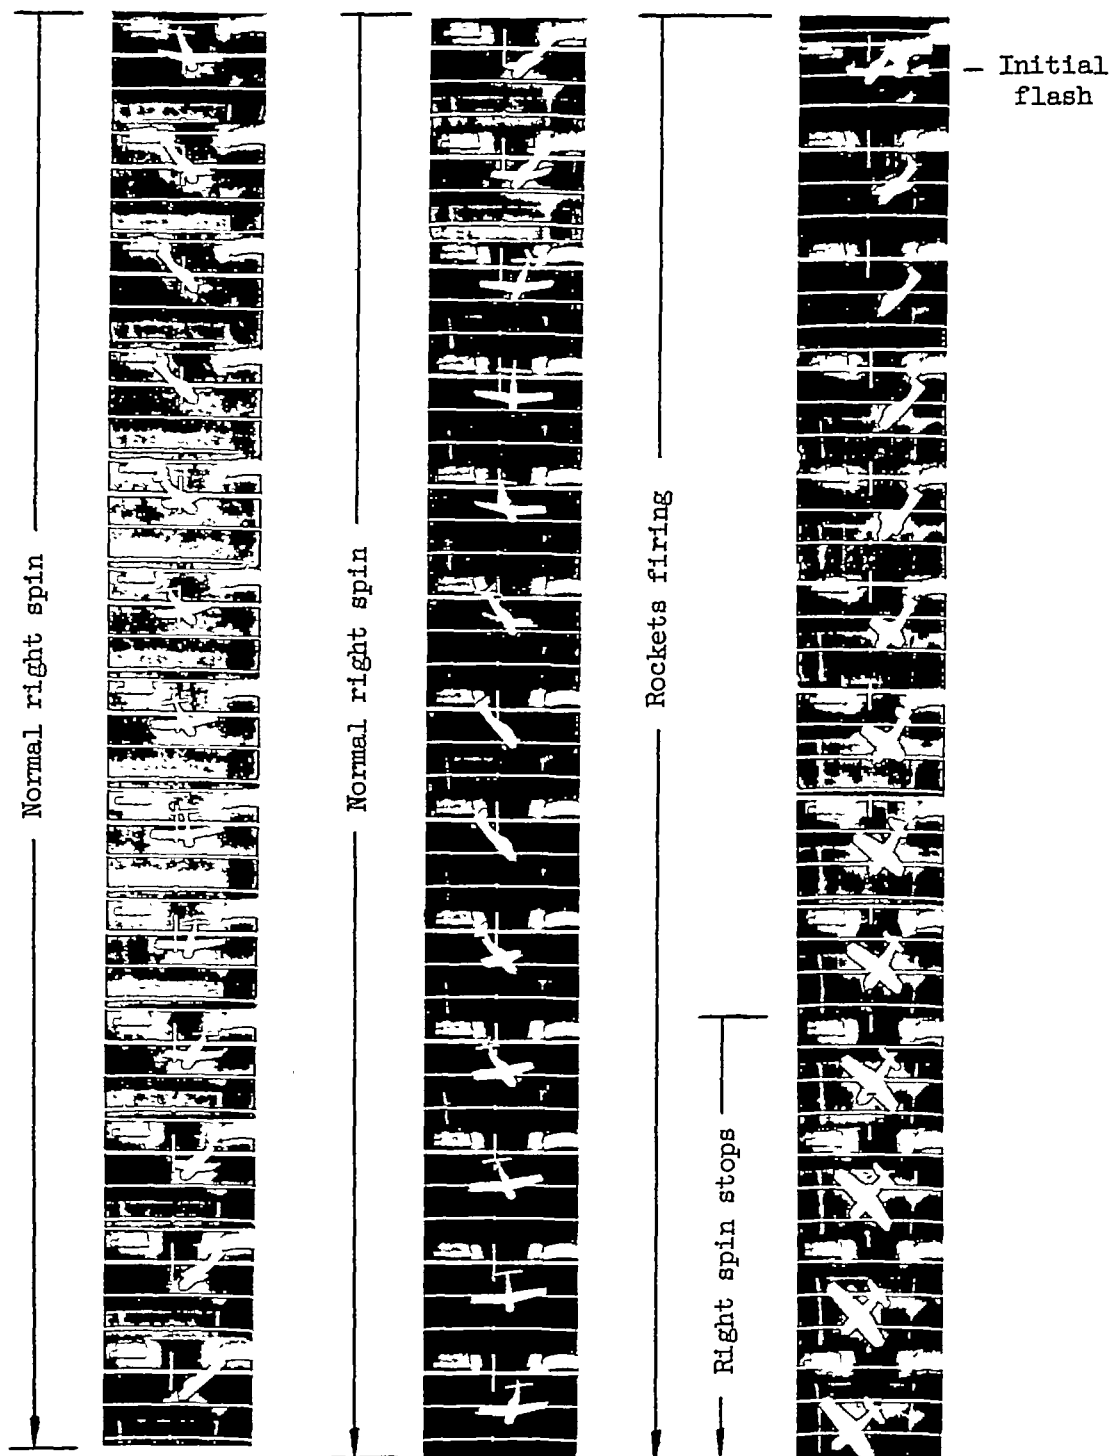 Initial
flash
Normal right spin
Normal right spin
Rockets firing
Right spin stops